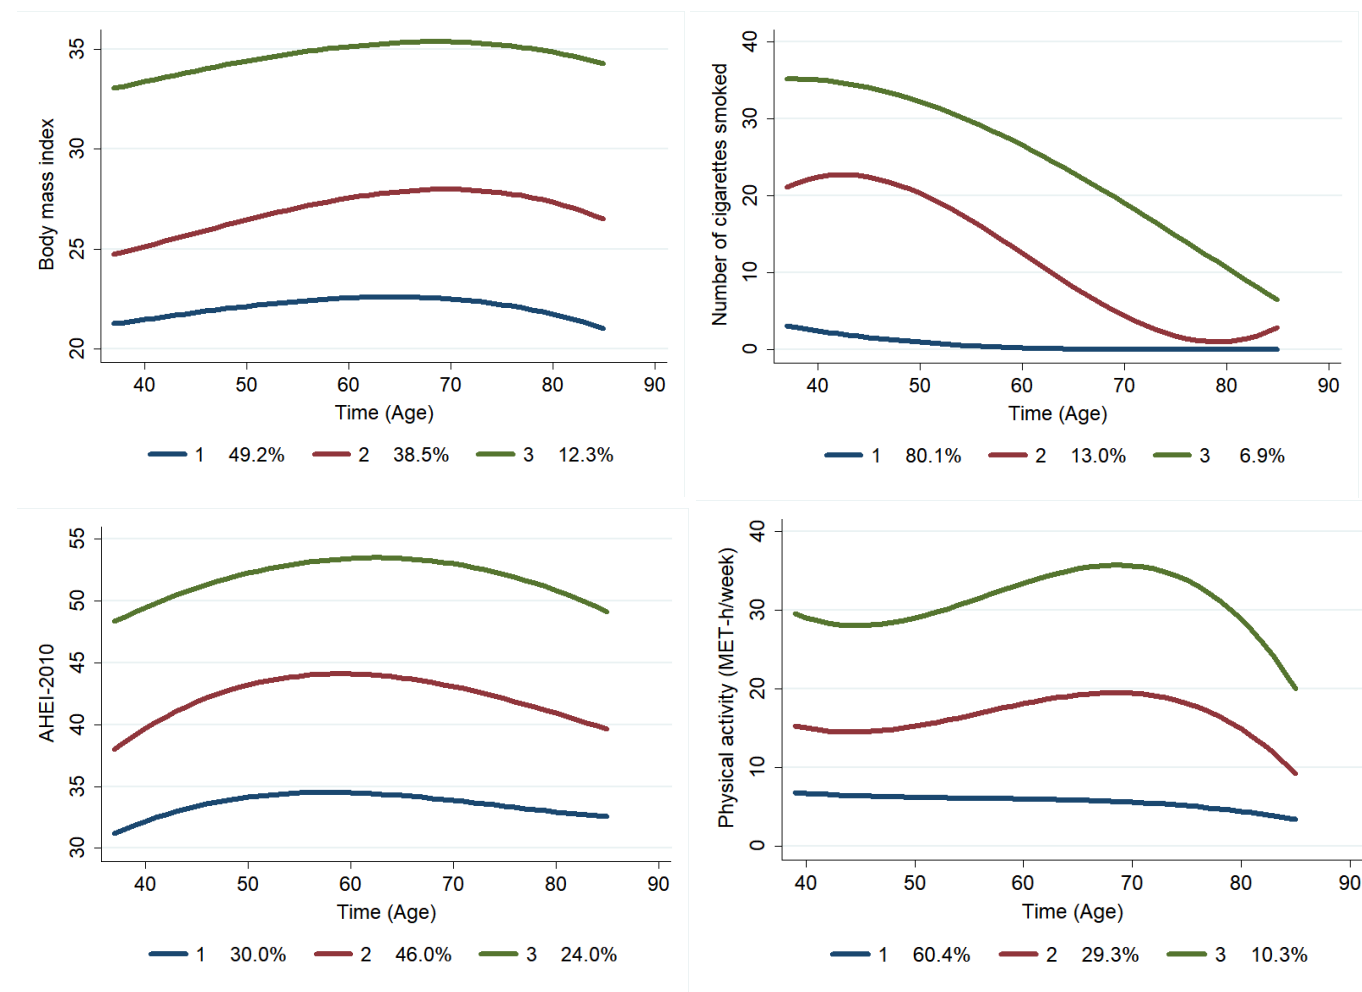 Body mass index
35
30
25
20
40 50 60 70 80 90
Time (Age)
1 49.2% 2 38.5% 3 12.3%
Number of cigarettes smoked
40
30
20
10
0
40 50 60 70 80 90
Time (Age)
1 80.1% 2 13.0% 3 6.9%
AHEI-2010
55
50
45
40
35
30
40 50 60 70 80 90
Time (Age)
1 30.0% 2 46.0% 3 24.0%
Physical activity (MET-h/week)
40
30
20
10
0
40 50 60 70 80 90
Time (Age)
1 60.4% 2 29.3% 3 10.3%